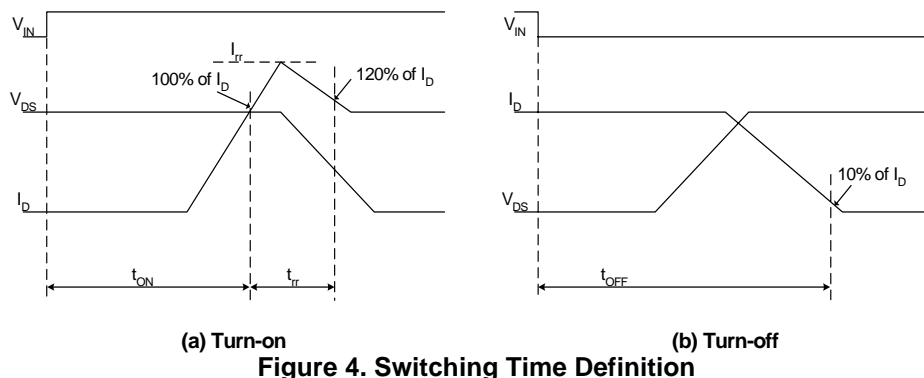 V_IN
I_rr
100% of I_D
120% of I_D
V_DS
I_D
t_ON
t_rr
(a) Turn-on
V_IN
I_D
10% of I_D
V_DS
t_OFF
(b) Turn-off
Figure 4. Switching Time Definition